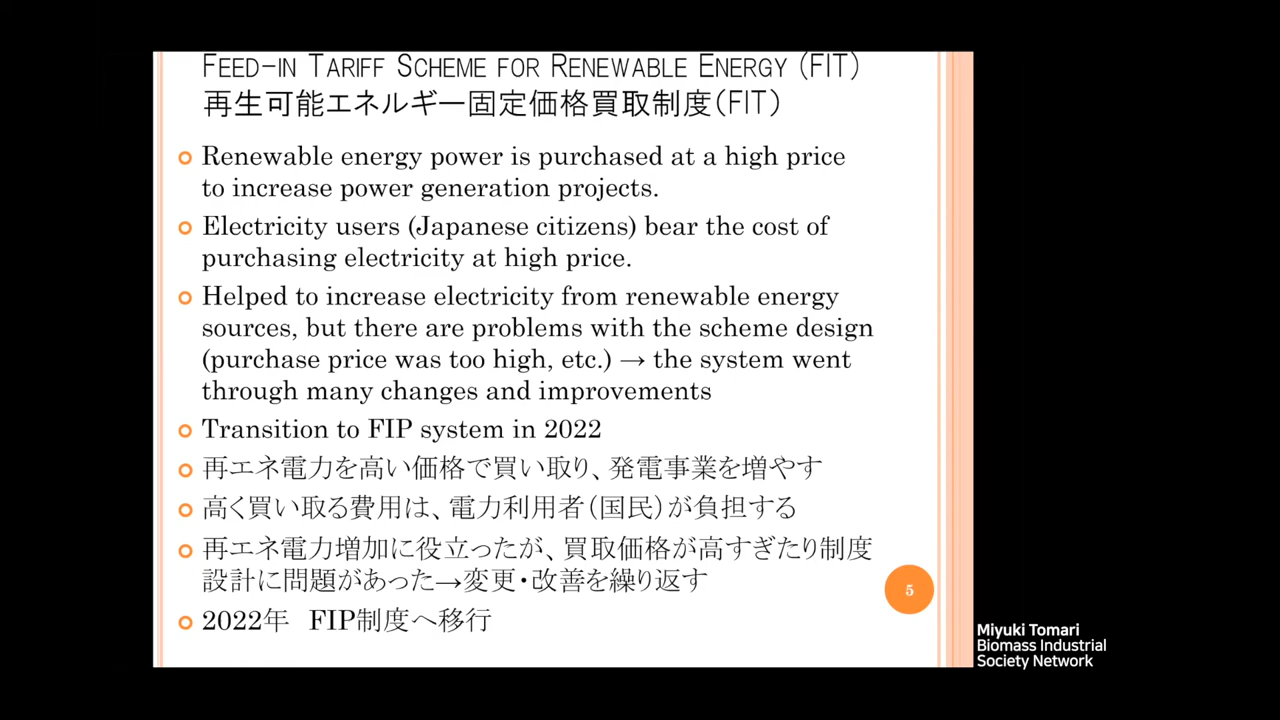 FEED-IN TARIFF SCHEME FOR RENEWABLE ENERGY (FIT)
再生可能エネルギー固定価格買取制度(FIT)
Renewable energy power is purchased at a high price
to increase power generation projects.
Electricity users (Japanese citizens) bear the cost of
purchasing electricity at high price.
Helped to increase electricity from renewable energy
sources, but there are problems with the scheme design
(purchase price was too high, etc.) → the system went
through many changes and improvements
Transition to FIP system in 2022
再エネ電力を高い価格で買い取り、発電事業を増やす
高く買い取る費用は、電力利用者(国民)が負担する
再エネ電力増加に役立ったが、買取価格が高すぎたり制度
設計に問題があった→変更・改善を繰り返す
2022年 FIP制度へ移行
5
Miyuki Tomari
Biomass Industrial
Society Network